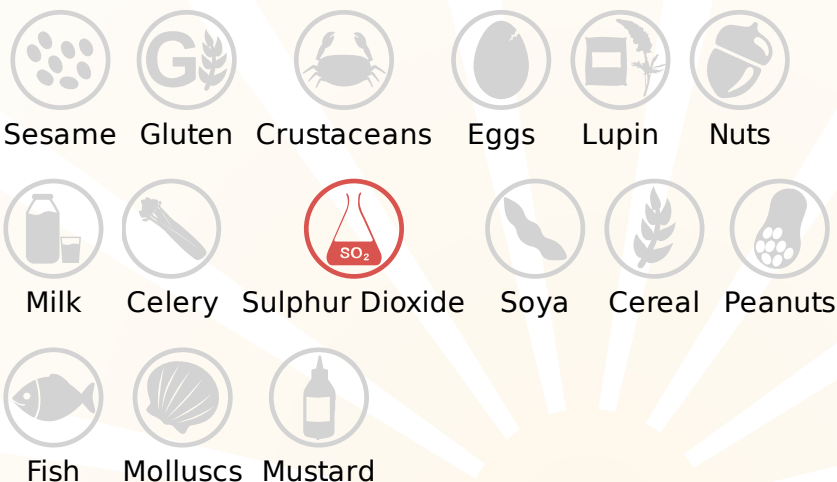 G
Sesame Gluten Crustaceans Eggs Lupin Nuts
SO₂
Milk Celery Sulphur Dioxide Soya Cereal Peanuts
Fish Molluscs Mustard